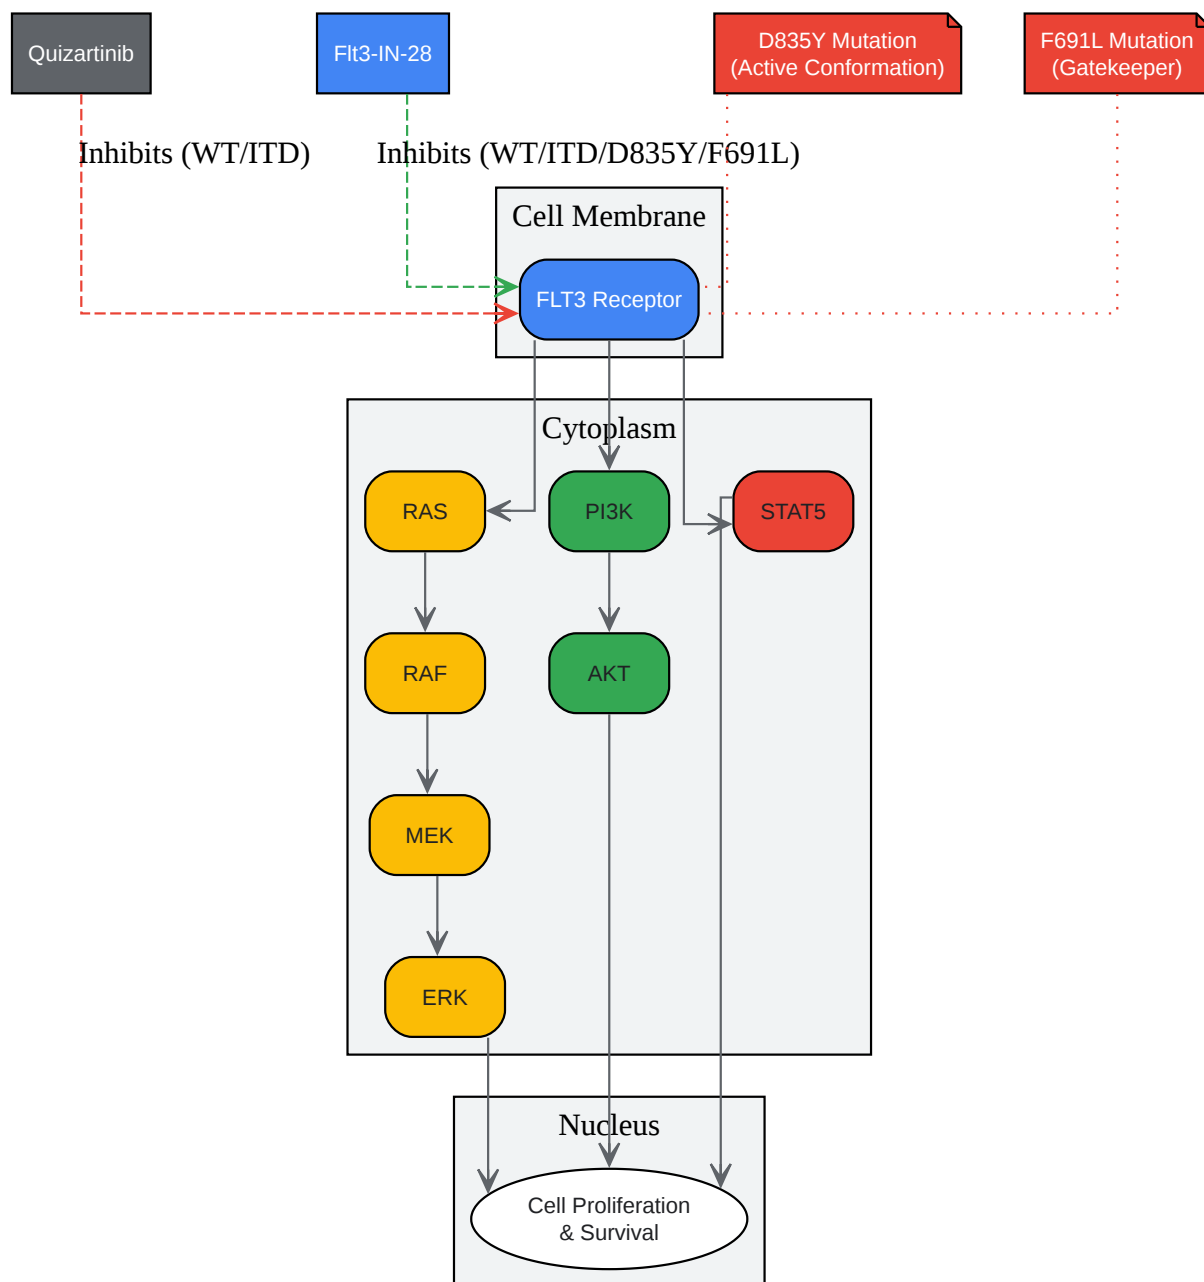 Quizartinib
Flt3-IN-28
D835Y Mutation
(Active Conformation)
F691L Mutation
(Gatekeeper)
Inhibits (WT/ITD)
Inhibits (WT/ITD/D835Y/F691L)
Cell Membrane
FLT3 Receptor
Cytoplasm
RAS
PI3K
STAT5
RAF
AKT
MEK
ERK
Nucleus
Cell Proliferation
& Survival